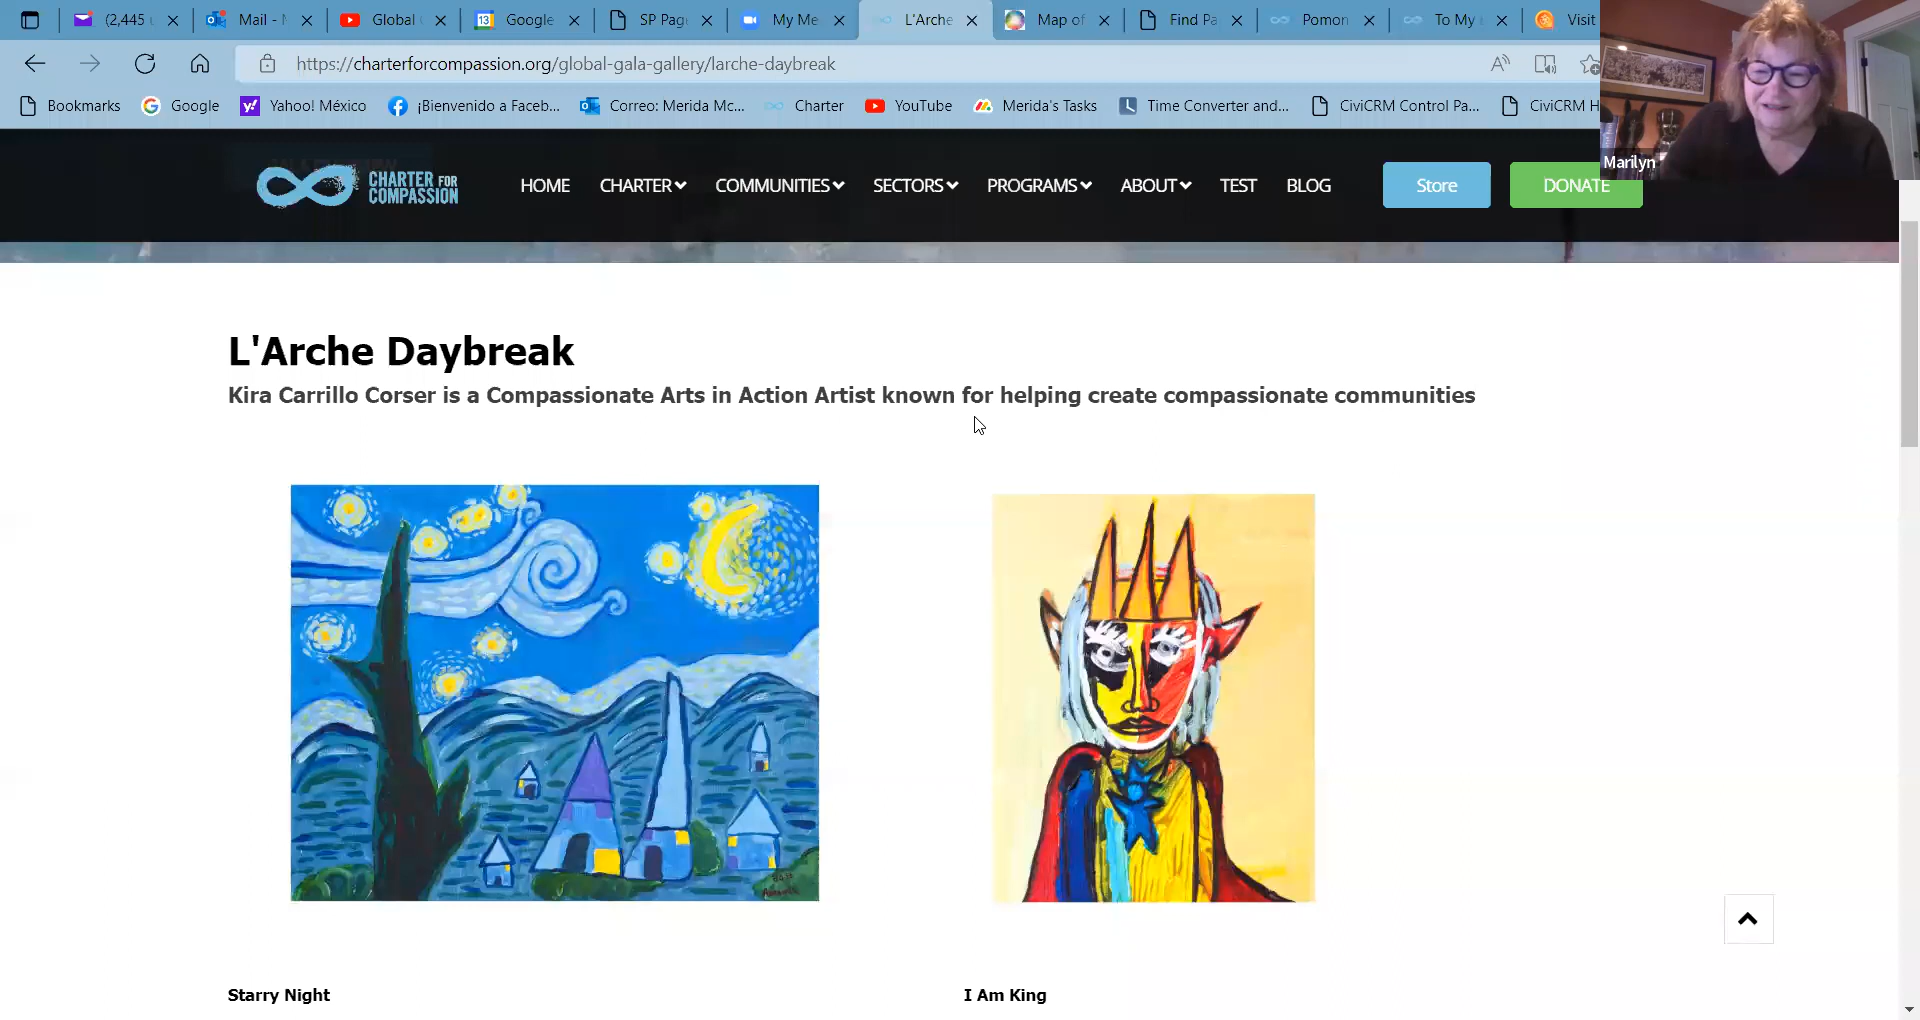 (2,445 u
Mail - M
Global
Google
SP Page
My Me
L'Arche
Map of
Find Pa
Pomon
To My
Visit
https://charterforcompassion.org/global-gala-gallery/larche-daybreak
Bookmarks
Google
Yahoo! México
¡Bienvenido a Faceb...
Correo: Merida Mc...
Charter
YouTube
Merida's Tasks
Time Converter and...
CiviCRM Control Pa...
CiviCRM H
Marilyn
CHARTER FOR
COMPASSION
HOME
CHARTER
COMMUNITIES
SECTORS
PROGRAMS
ABOUT
TEST
BLOG
Store
DONATE
L'Arche Daybreak
Kira Carrillo Corser is a Compassionate Arts in Action Artist known for helping create compassionate communities
Starry Night
I Am King